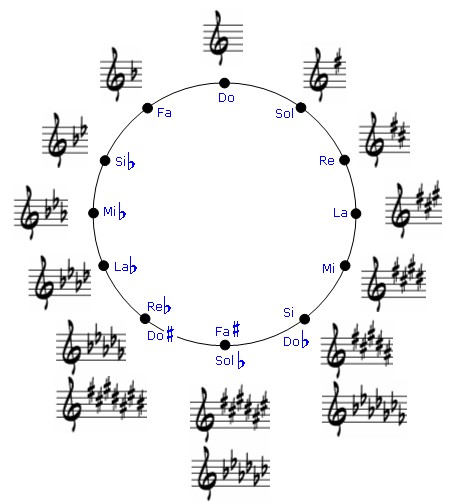 Do
Fa
Sol
Si♭
Re
Mi♭
La
La♭
Mi
Re♭
Do♯
Si
Do♭
Fa♯
Sol♭